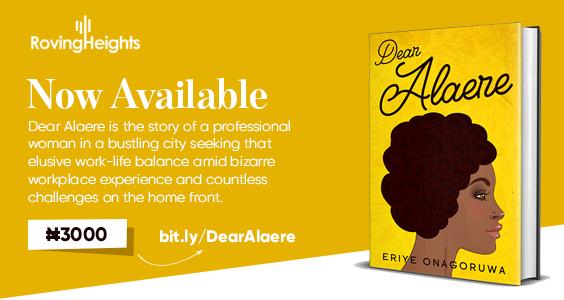 RovingHeights
Now Available
Dear Alaere is the story of a professional
woman in a bustling city seeking that
elusive work-life balance amid bizarre
workplace experience and countless
challenges on the home front.
₦3000
bit.ly/DearAlaere
Dear
Alaere
ERIYE ONAGORUWA